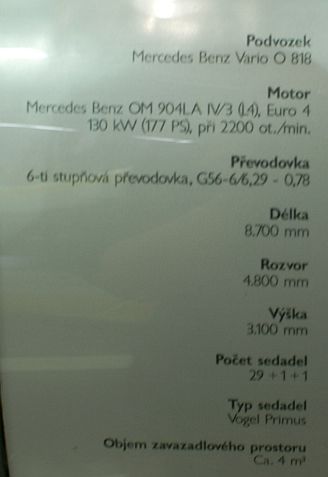 Podvozek
Mercedes Benz Vario O 818
Motor
Mercedes Benz OM 904LA IV/3 (L4), Euro 4
130 kW (177 PS), při 2200 ot./min.
Převodovka
6-ti stupňová převodovka, G56-6/6,29 - 0,78
Délka
8.700 mm
Rozvor
4.800 mm
Výška
3.100 mm
Počet sedadel
29 + 1 + 1
Typ sedadel
Vogel Primus
Objem zavazadlového prostoru
Ca. 4 m³